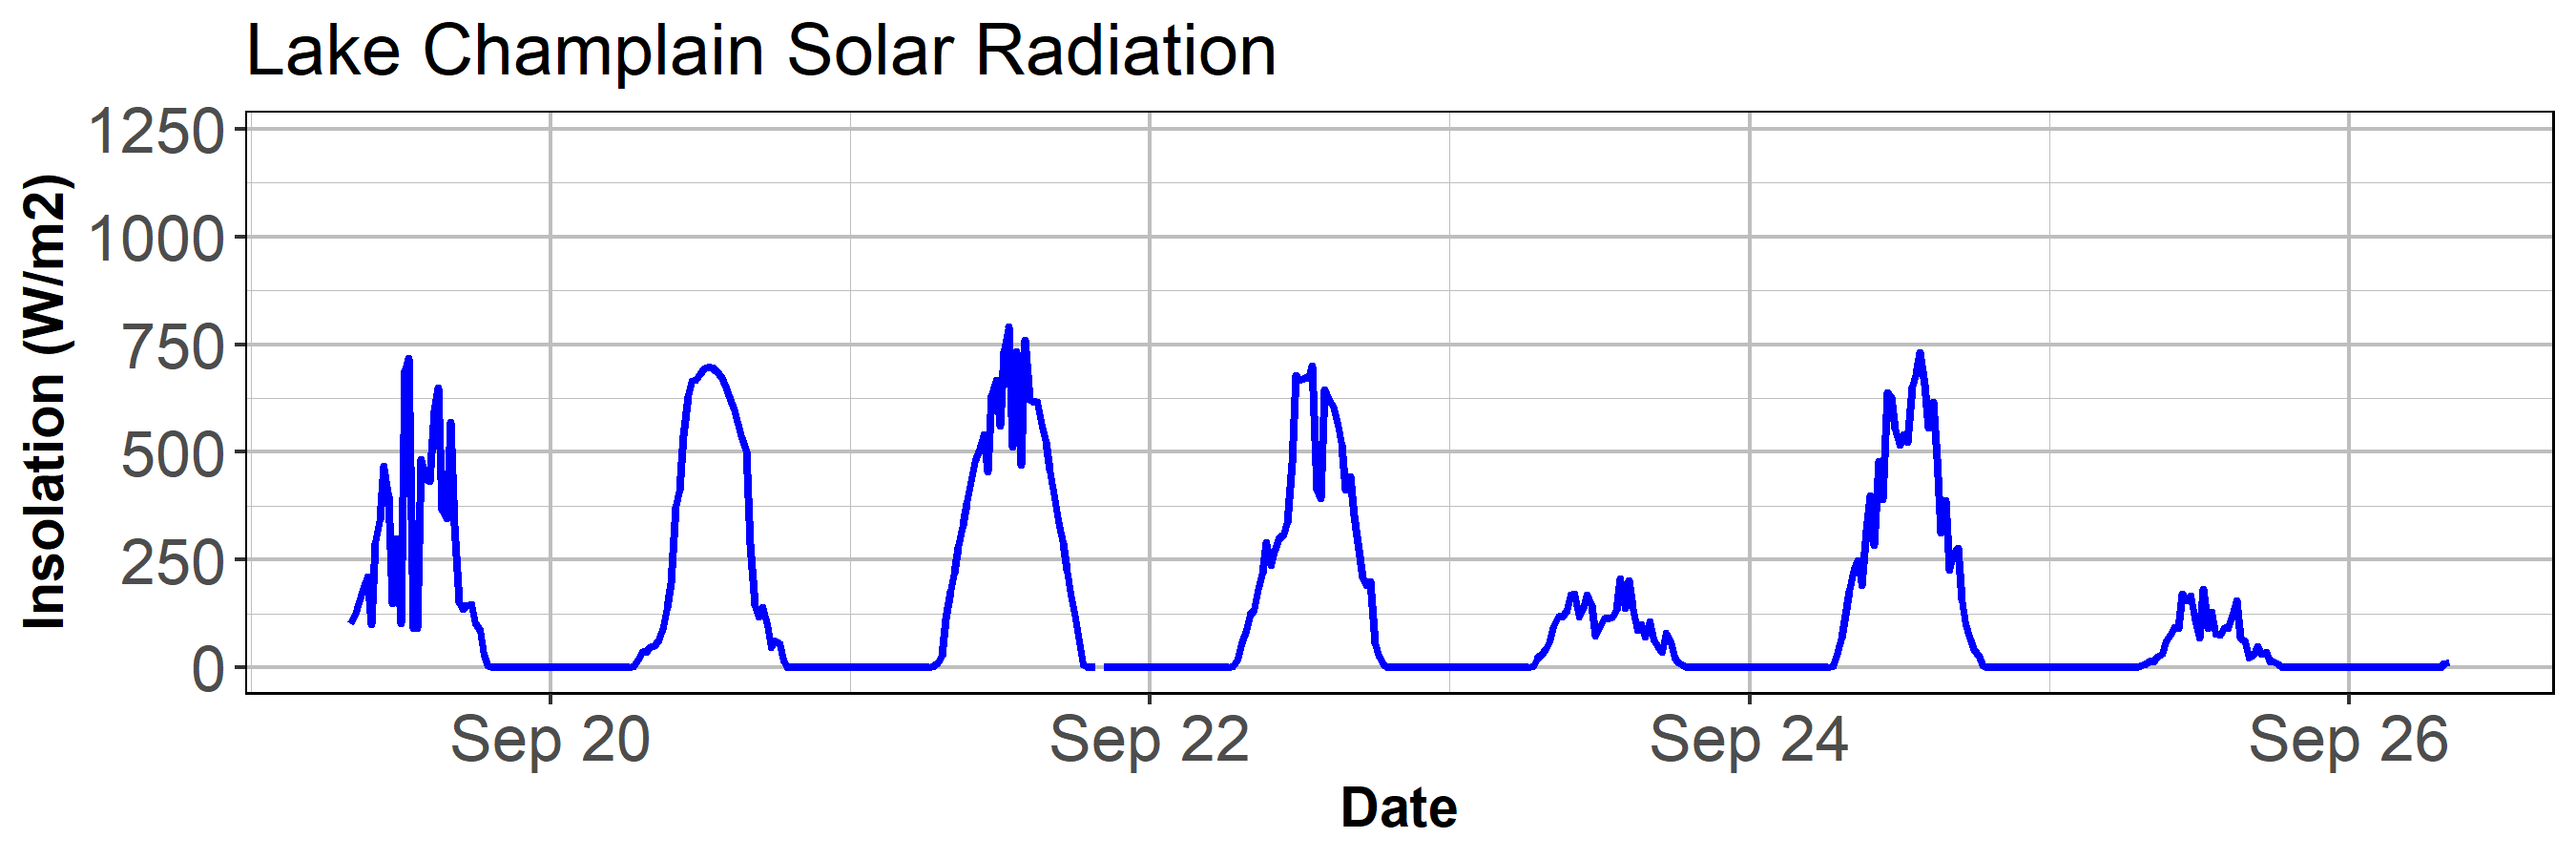 Lake Champlain Solar Radiation
Insolation (W/m2)
1250
1000
750
500
250
0
Sep 20 Sep 22 Sep 24 Sep 26
Date